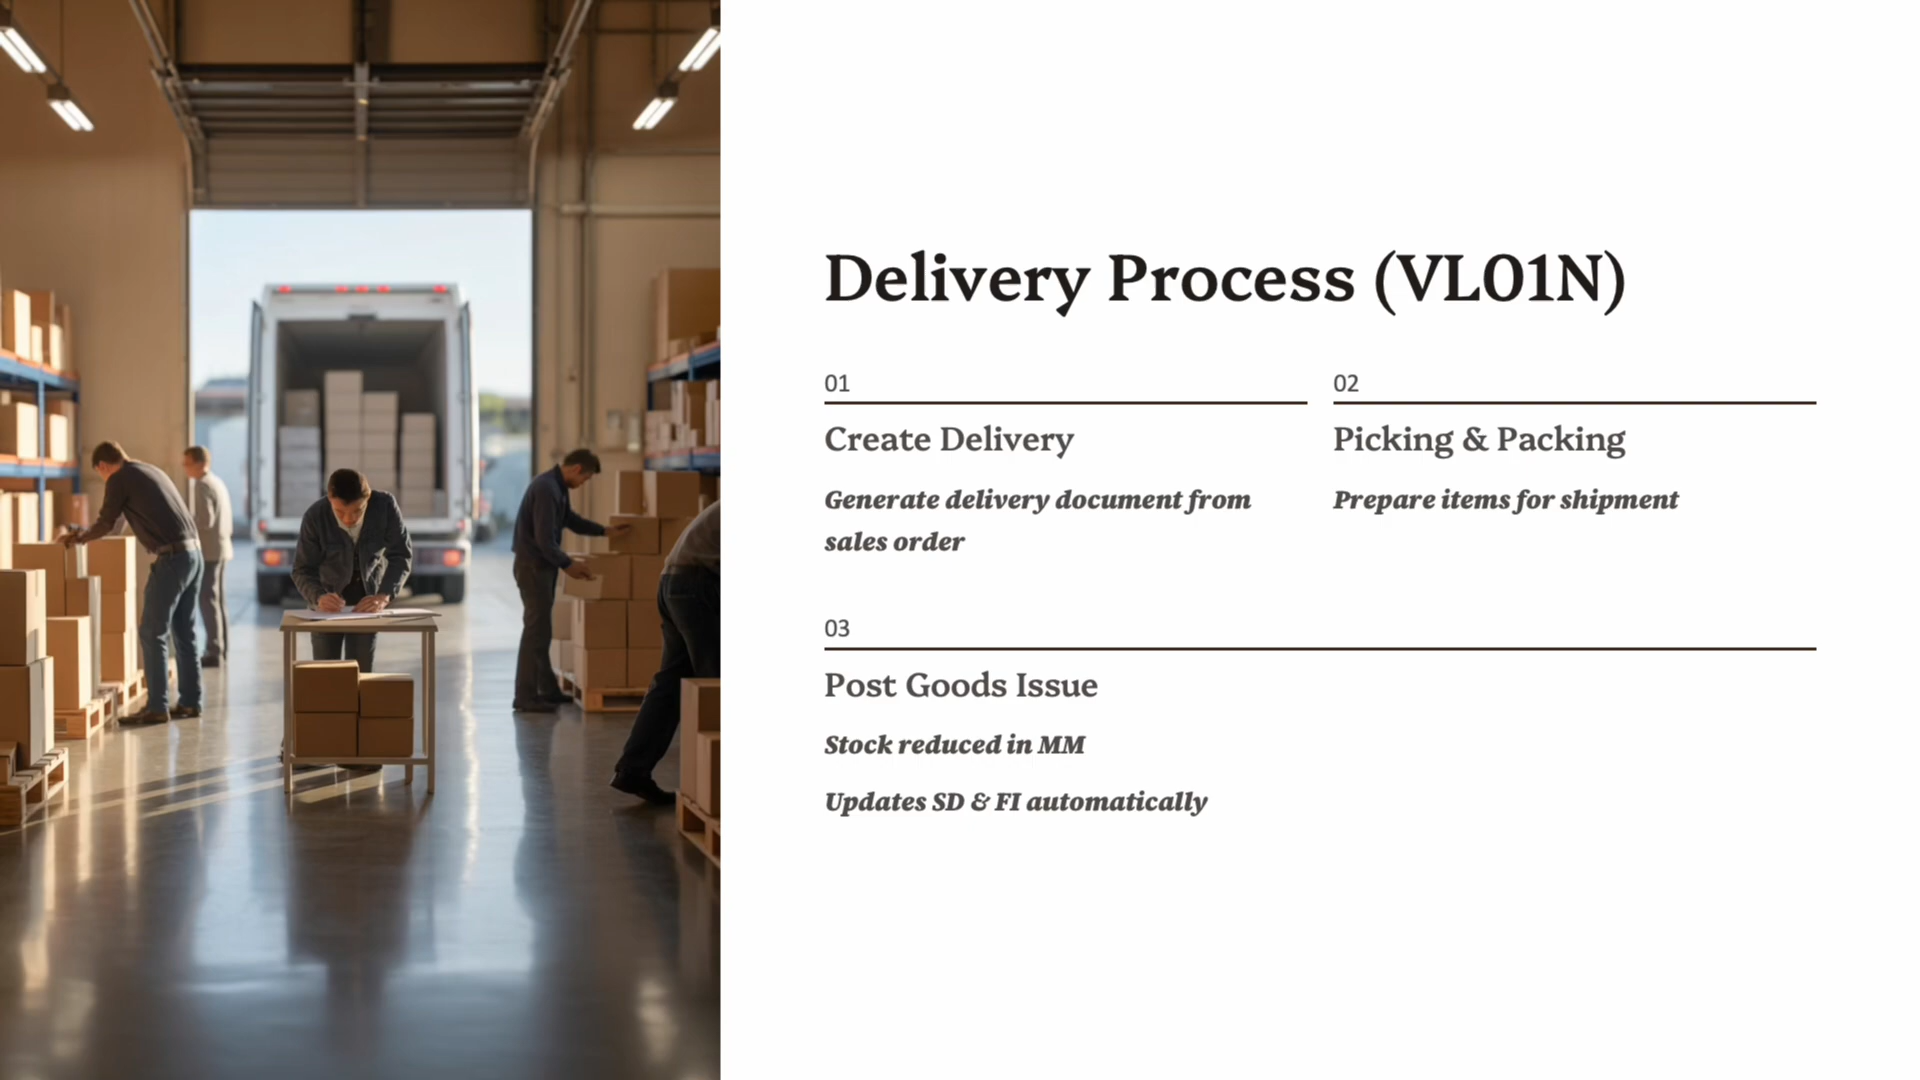 Delivery Process (VL01N)
01
Create Delivery
Generate delivery document from
sales order
02
Picking & Packing
Prepare items for shipment
03
Post Goods Issue
Stock reduced in MM
Updates SD & FI automatically